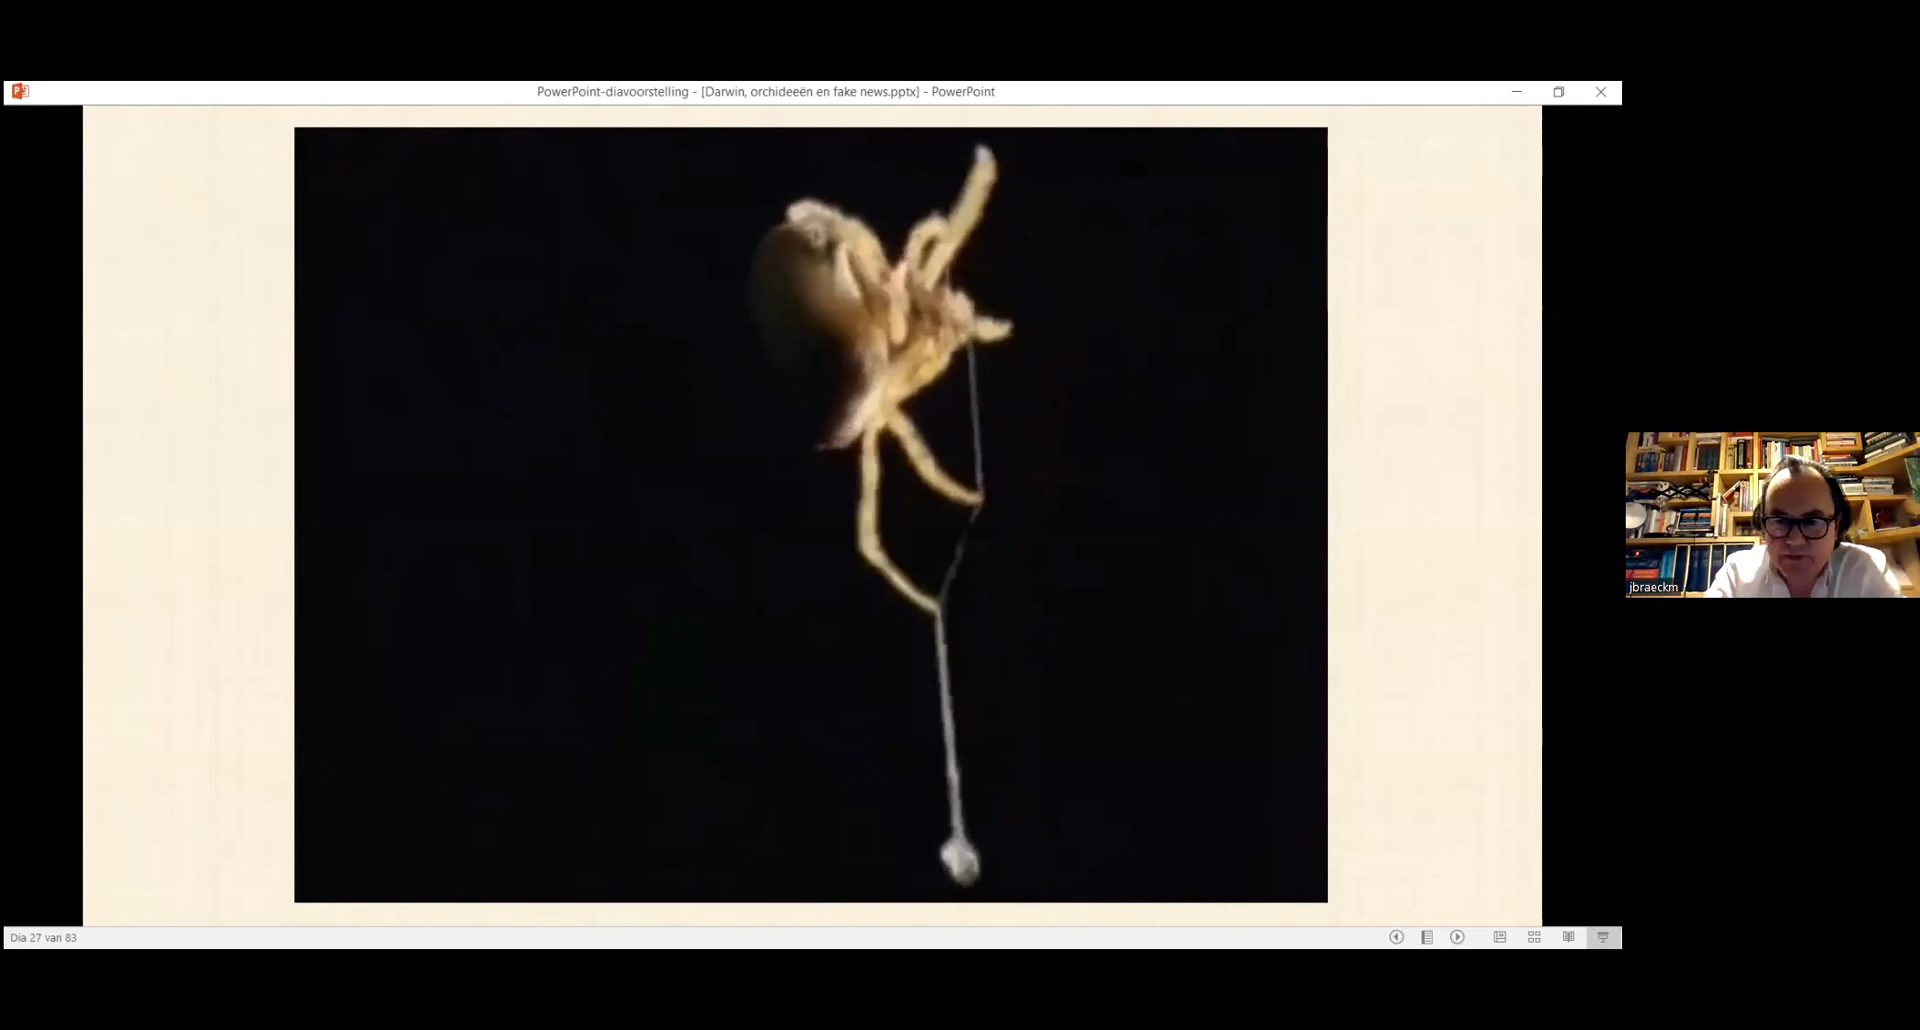 PowerPoint-diavoorstelling - [Darwin, orchideeën en fake news.pptx] - PowerPoint
jbraeckm
Dia 27 van 83